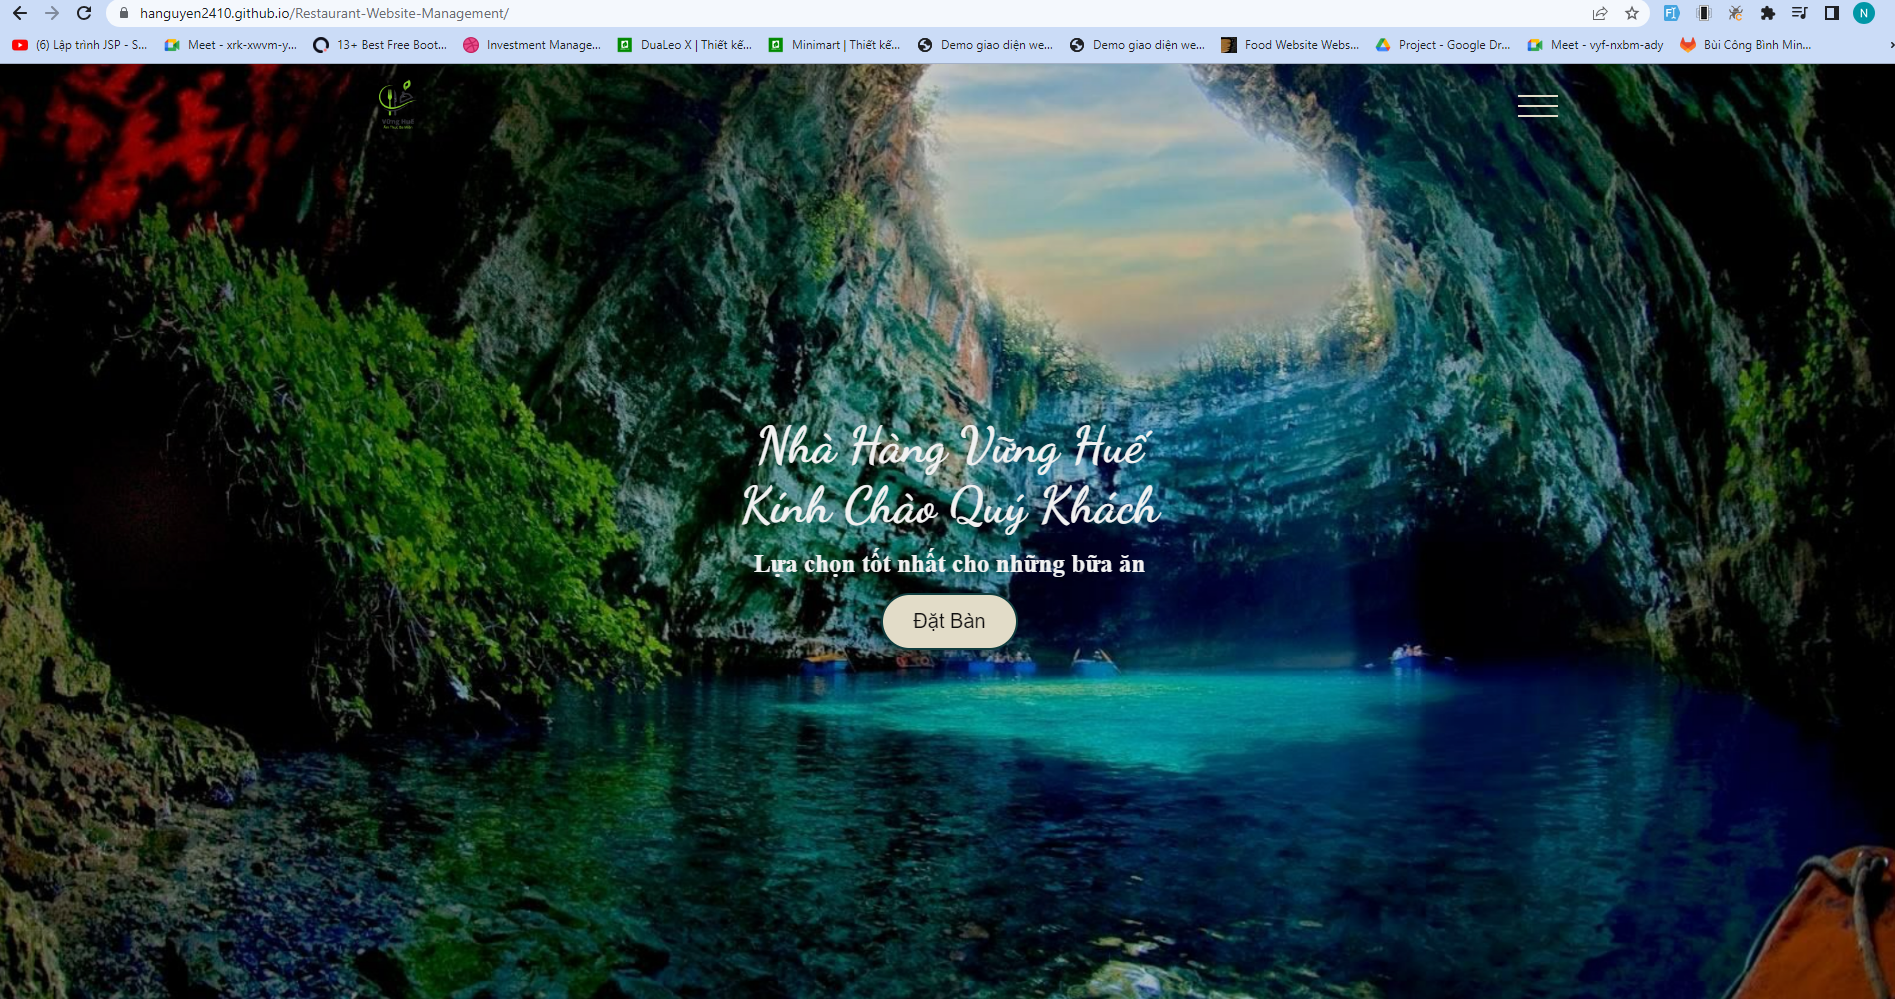 hanguyen2410.github.io/Restaurant-Website-Management/
(6) Lập trình JSP - S...
Meet - xrk-xwvm-y...
13+ Best Free Boot...
Investment Manage...
DuaLeo X | Thiết kế...
Minimart | Thiết kế...
Demo giao diện we...
Demo giao diện we...
Food Website Webs...
Project - Google Dr...
Meet - vyf-nxbm-ady
Bùi Công Bình Min...
N
Vững Huế
Nhà Hàng Vững Huế
Kính Chào Quý Khách
Lựa chọn tốt nhất cho những bữa ăn
Đặt Bàn